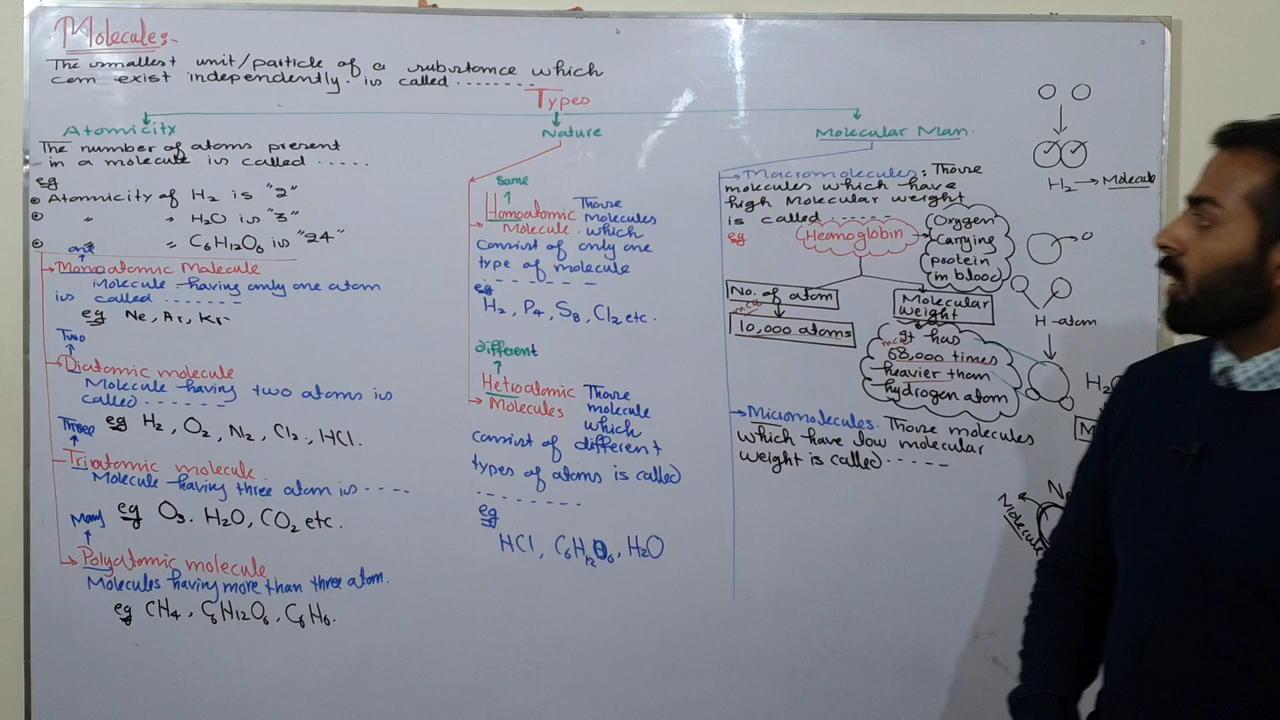 Molecules.
The smallest unit/particle of a substance which
can exist independently. is called --------
Types
Atomicity
The number of atoms present
in a molecule is called -----
eg
Atomicity of H2 is "2"
" " H2O is "3"
" = C6H12O6 is "24"
one
Monoatomic Molecule
Molecule having only one atom
is called -------
eg Ne, Ar, Kr
Two
Diatomic molecule
Molecule having two atoms is
called -------
eg H2, O2, N2, Cl2, HCl.
Three
Triatomic molecule.
Molecule having three atom is ----
eg O3. H2O, CO2 etc.
Many
Polyatomic molecule
Molecules having more than three atom.
eg CH4, C6H12O6, C6H6.
Nature
same
Homoatomic Those
Molecule. Molecules
which
consist of only one
type of molecule
-------
eg
H2, P4, S8, Cl2 etc.
different
Hetroatomic Those
Molecules molecule
which
consist of different
types of atoms is called
--------
eg
HCl, C6H12O6, H2O
Molecular Mass.
Macromolecules: Those
molecules which have
high Molecular weight
is called -----
eg Heamoglobin
Oxygen
Carrying
protein
(in blood)
No. of atom
10,000 atoms
Molecular
weight
It has
68,000 times
heavier than
hydrogen atom
Micromolecules. Those molecules
which have low molecular
weight is called -----
H2 → Molecule
O
H-atom
H2
M
Molecule